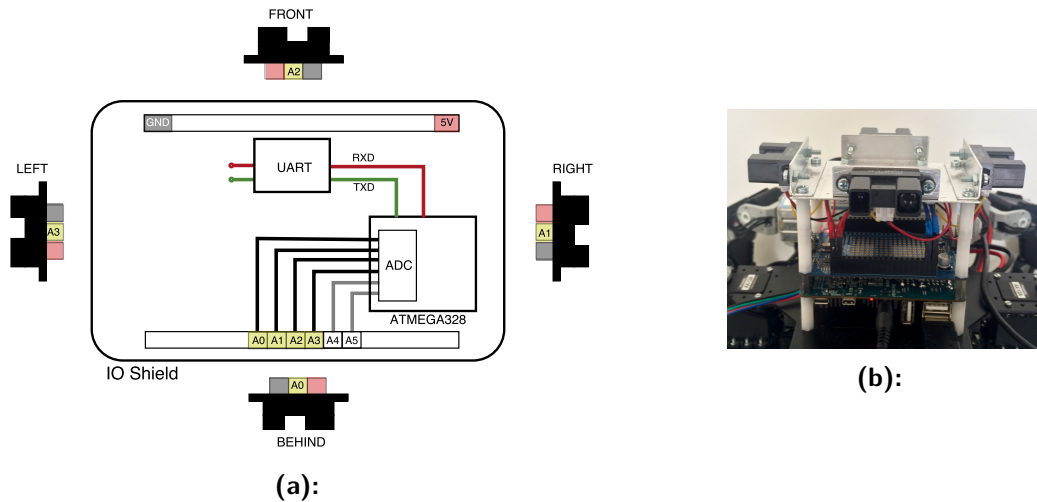 FRONT
A2
GND
5V
LEFT
RIGHT
UART
RXD
TXD
A3
A1
ADC
ATMEGA328
A0 A1 A2 A3 A4 A5
IO Shield
A0
BEHIND
(a):
(b):